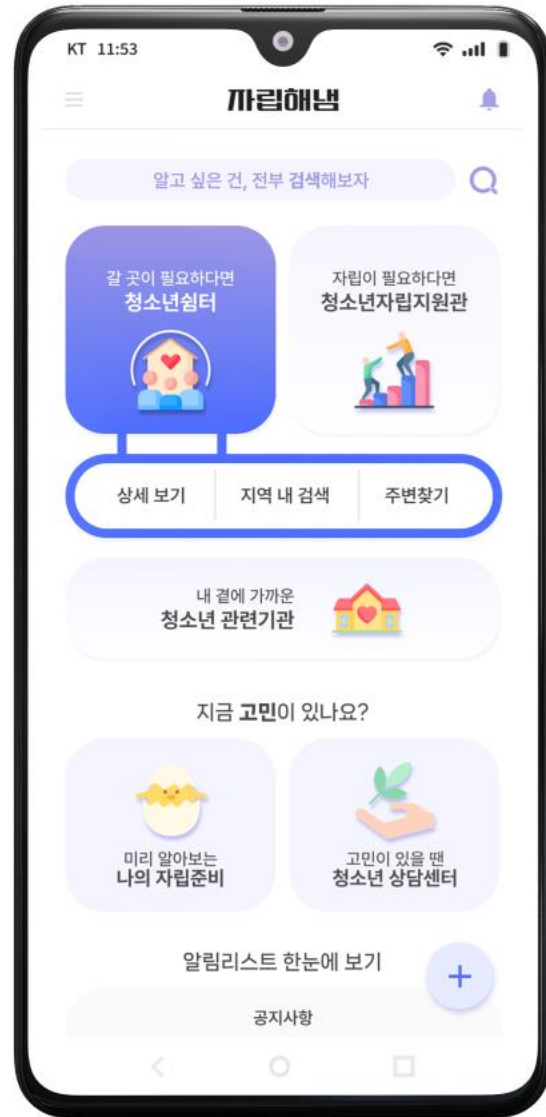 KT 11:53
자립해냄
알고 싶은 건, 전부 검색해보자
갈 곳이 필요하다면
청소년쉼터
자립이 필요하다면
청소년자립지원관
상세 보기
지역 내 검색
주변찾기
내 곁에 가까운
청소년 관련기관
지금 고민이 있나요?
미리 알아보는
나의 자립준비
고민이 있을 땐
청소년 상담센터
알림리스트 한눈에 보기
공지사항